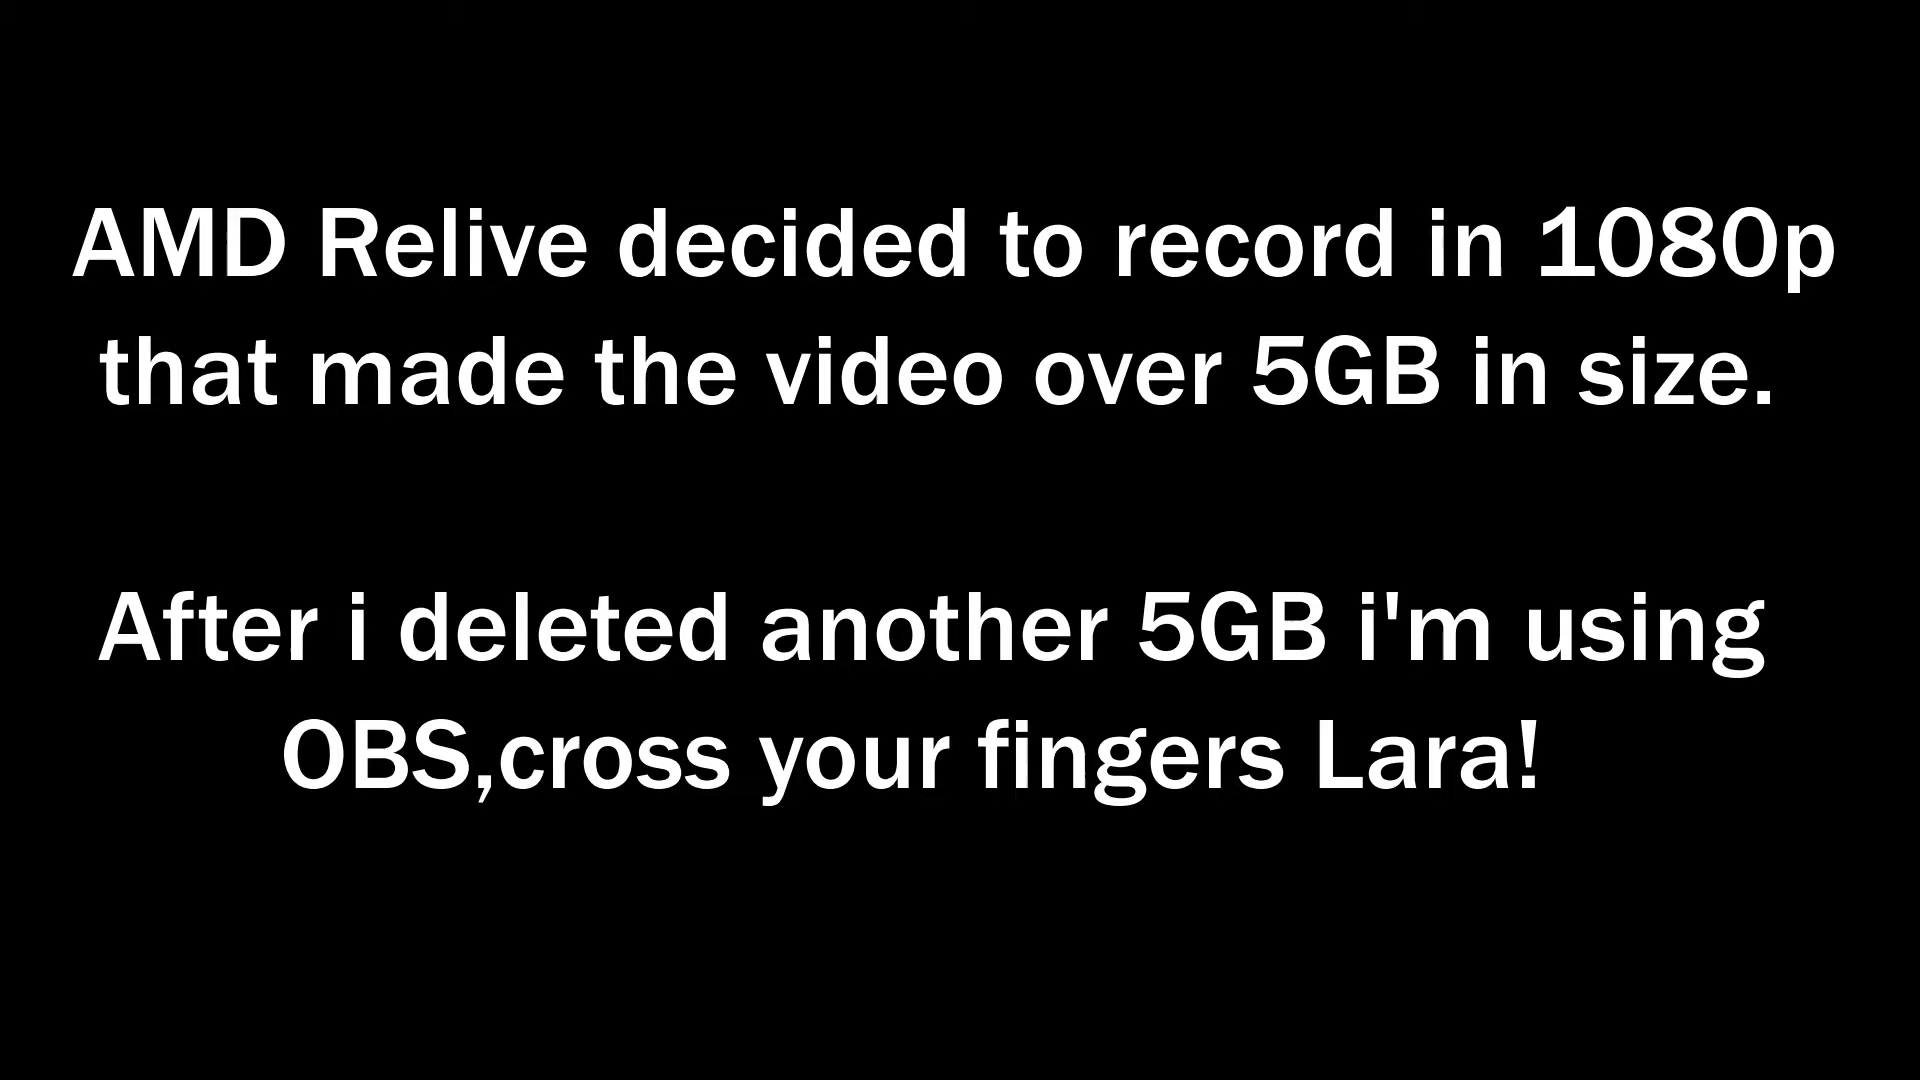 AMD Relive decided to record in 1080p
that made the video over 5GB in size.
After i deleted another 5GB i'm using
OBS,cross your fingers Lara!